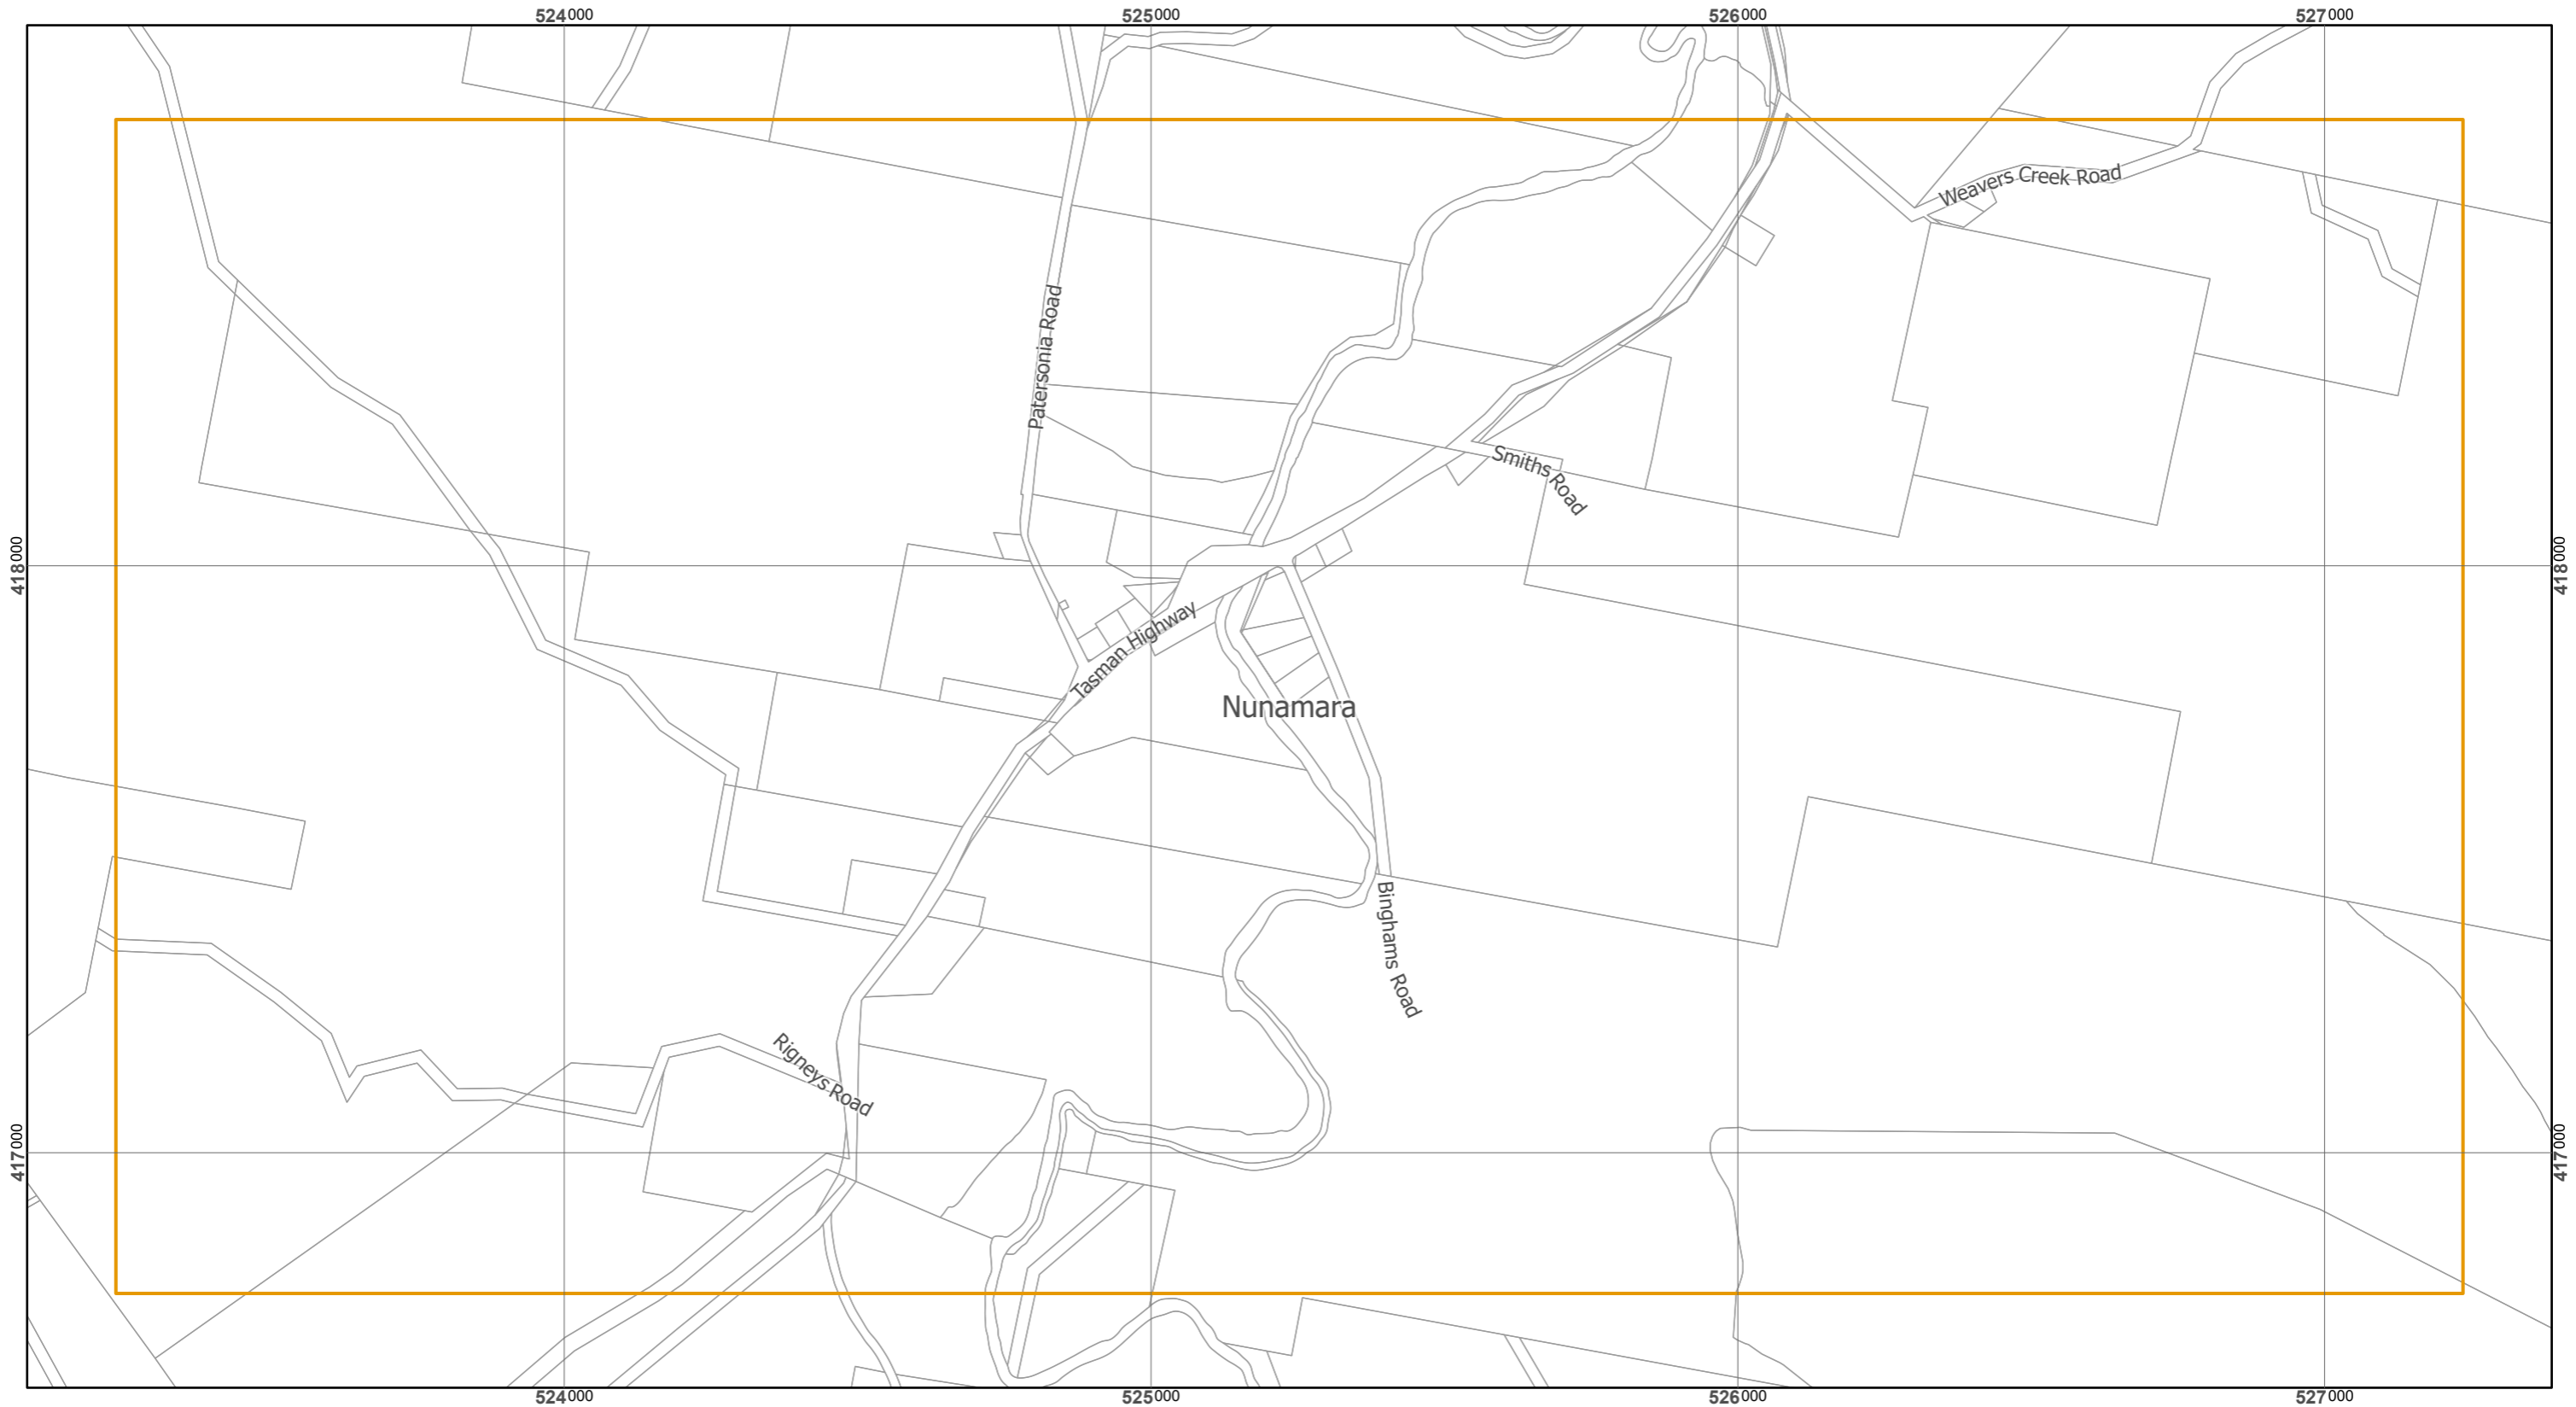 524000
525000
526000
527000
Weavers Creek Road
Patersonia Road
Smiths Road
418000
418000
Tasman Highway
Nunamara
Binghams Road
Rigneys Road
417000
417000
524000
525000
526000
527000